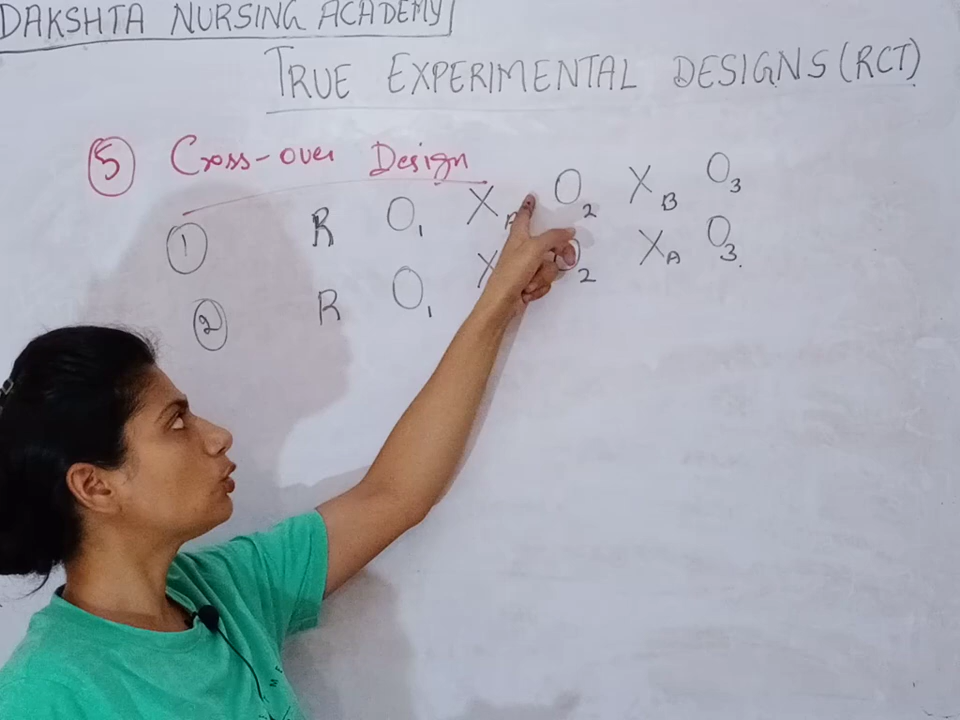 DAKSHTA NURSING ACADEMY
TRUE EXPERIMENTAL DESIGNS (RCT)
5 Cross-over Design
1 R O1 X O2 XB O3
2 R O1 X O2 XA O3.